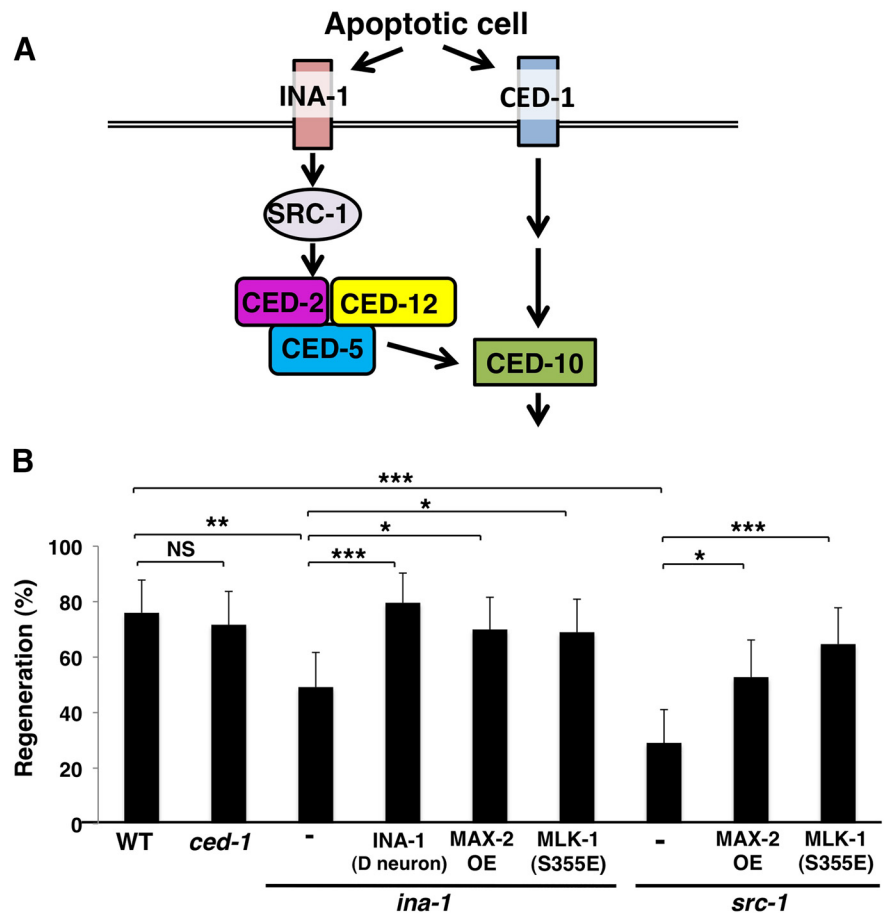 A
Apoptotic cell
INA-1
CED-1
SRC-1
CED-2
CED-12
CED-5
CED-10
B
Regeneration (%)
100
80
60
40
20
0
***
*
**
*
***
NS
***
*
WT
ced-1
-
INA-1
(D neuron)
MAX-2
OE
MLK-1
(S355E)
-
MAX-2
OE
MLK-1
(S355E)
ina-1
src-1